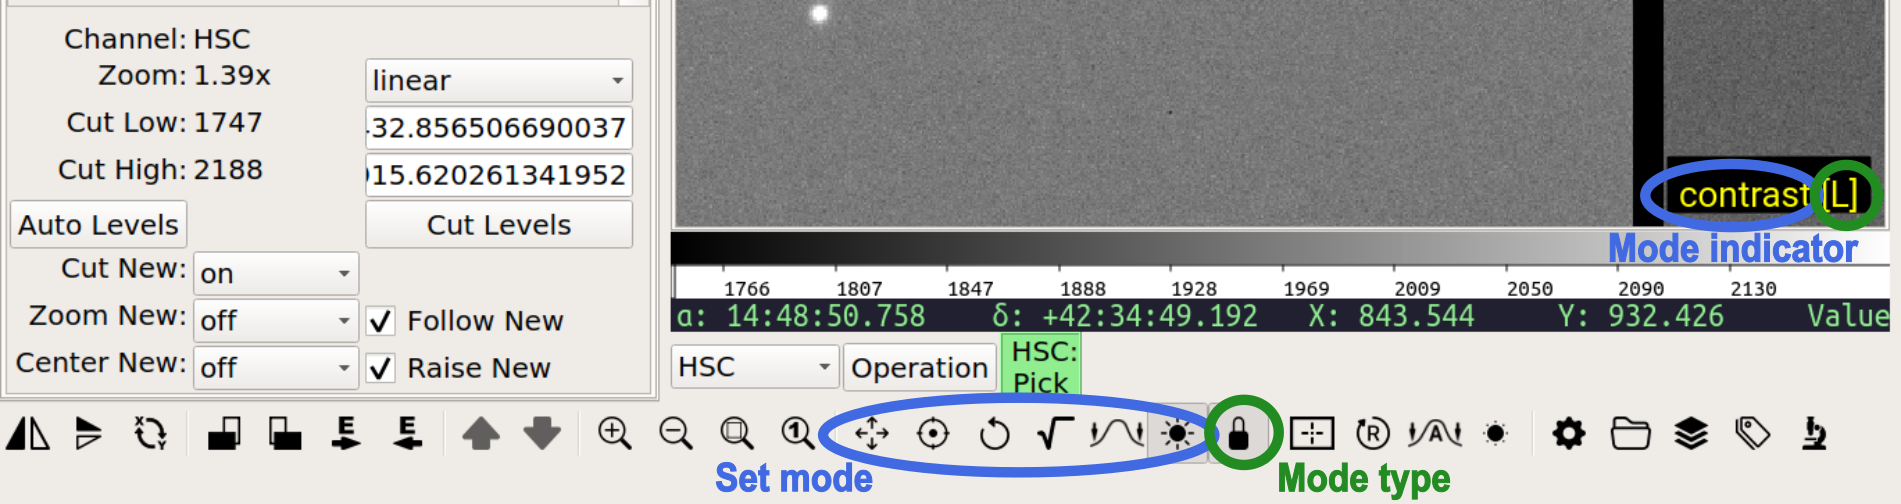 Channel: HSC
Zoom: 1.39x
linear
Cut Low: 1747
32.856506690037
Cut High: 2188
15.620261341952
Auto Levels
Cut Levels
Cut New: on
Zoom New: off
Follow New
Center New: off
Raise New
contrast [L]
Mode indicator
1766 1807 1847 1888 1928 1969 2009 2050 2090 2130
α: 14:48:50.758 δ: +42:34:49.192 X: 843.544 Y: 932.426 Value
HSC
Operation
HSC:
Pick
X
Y
E
E
1
R
A
Set mode
Mode type